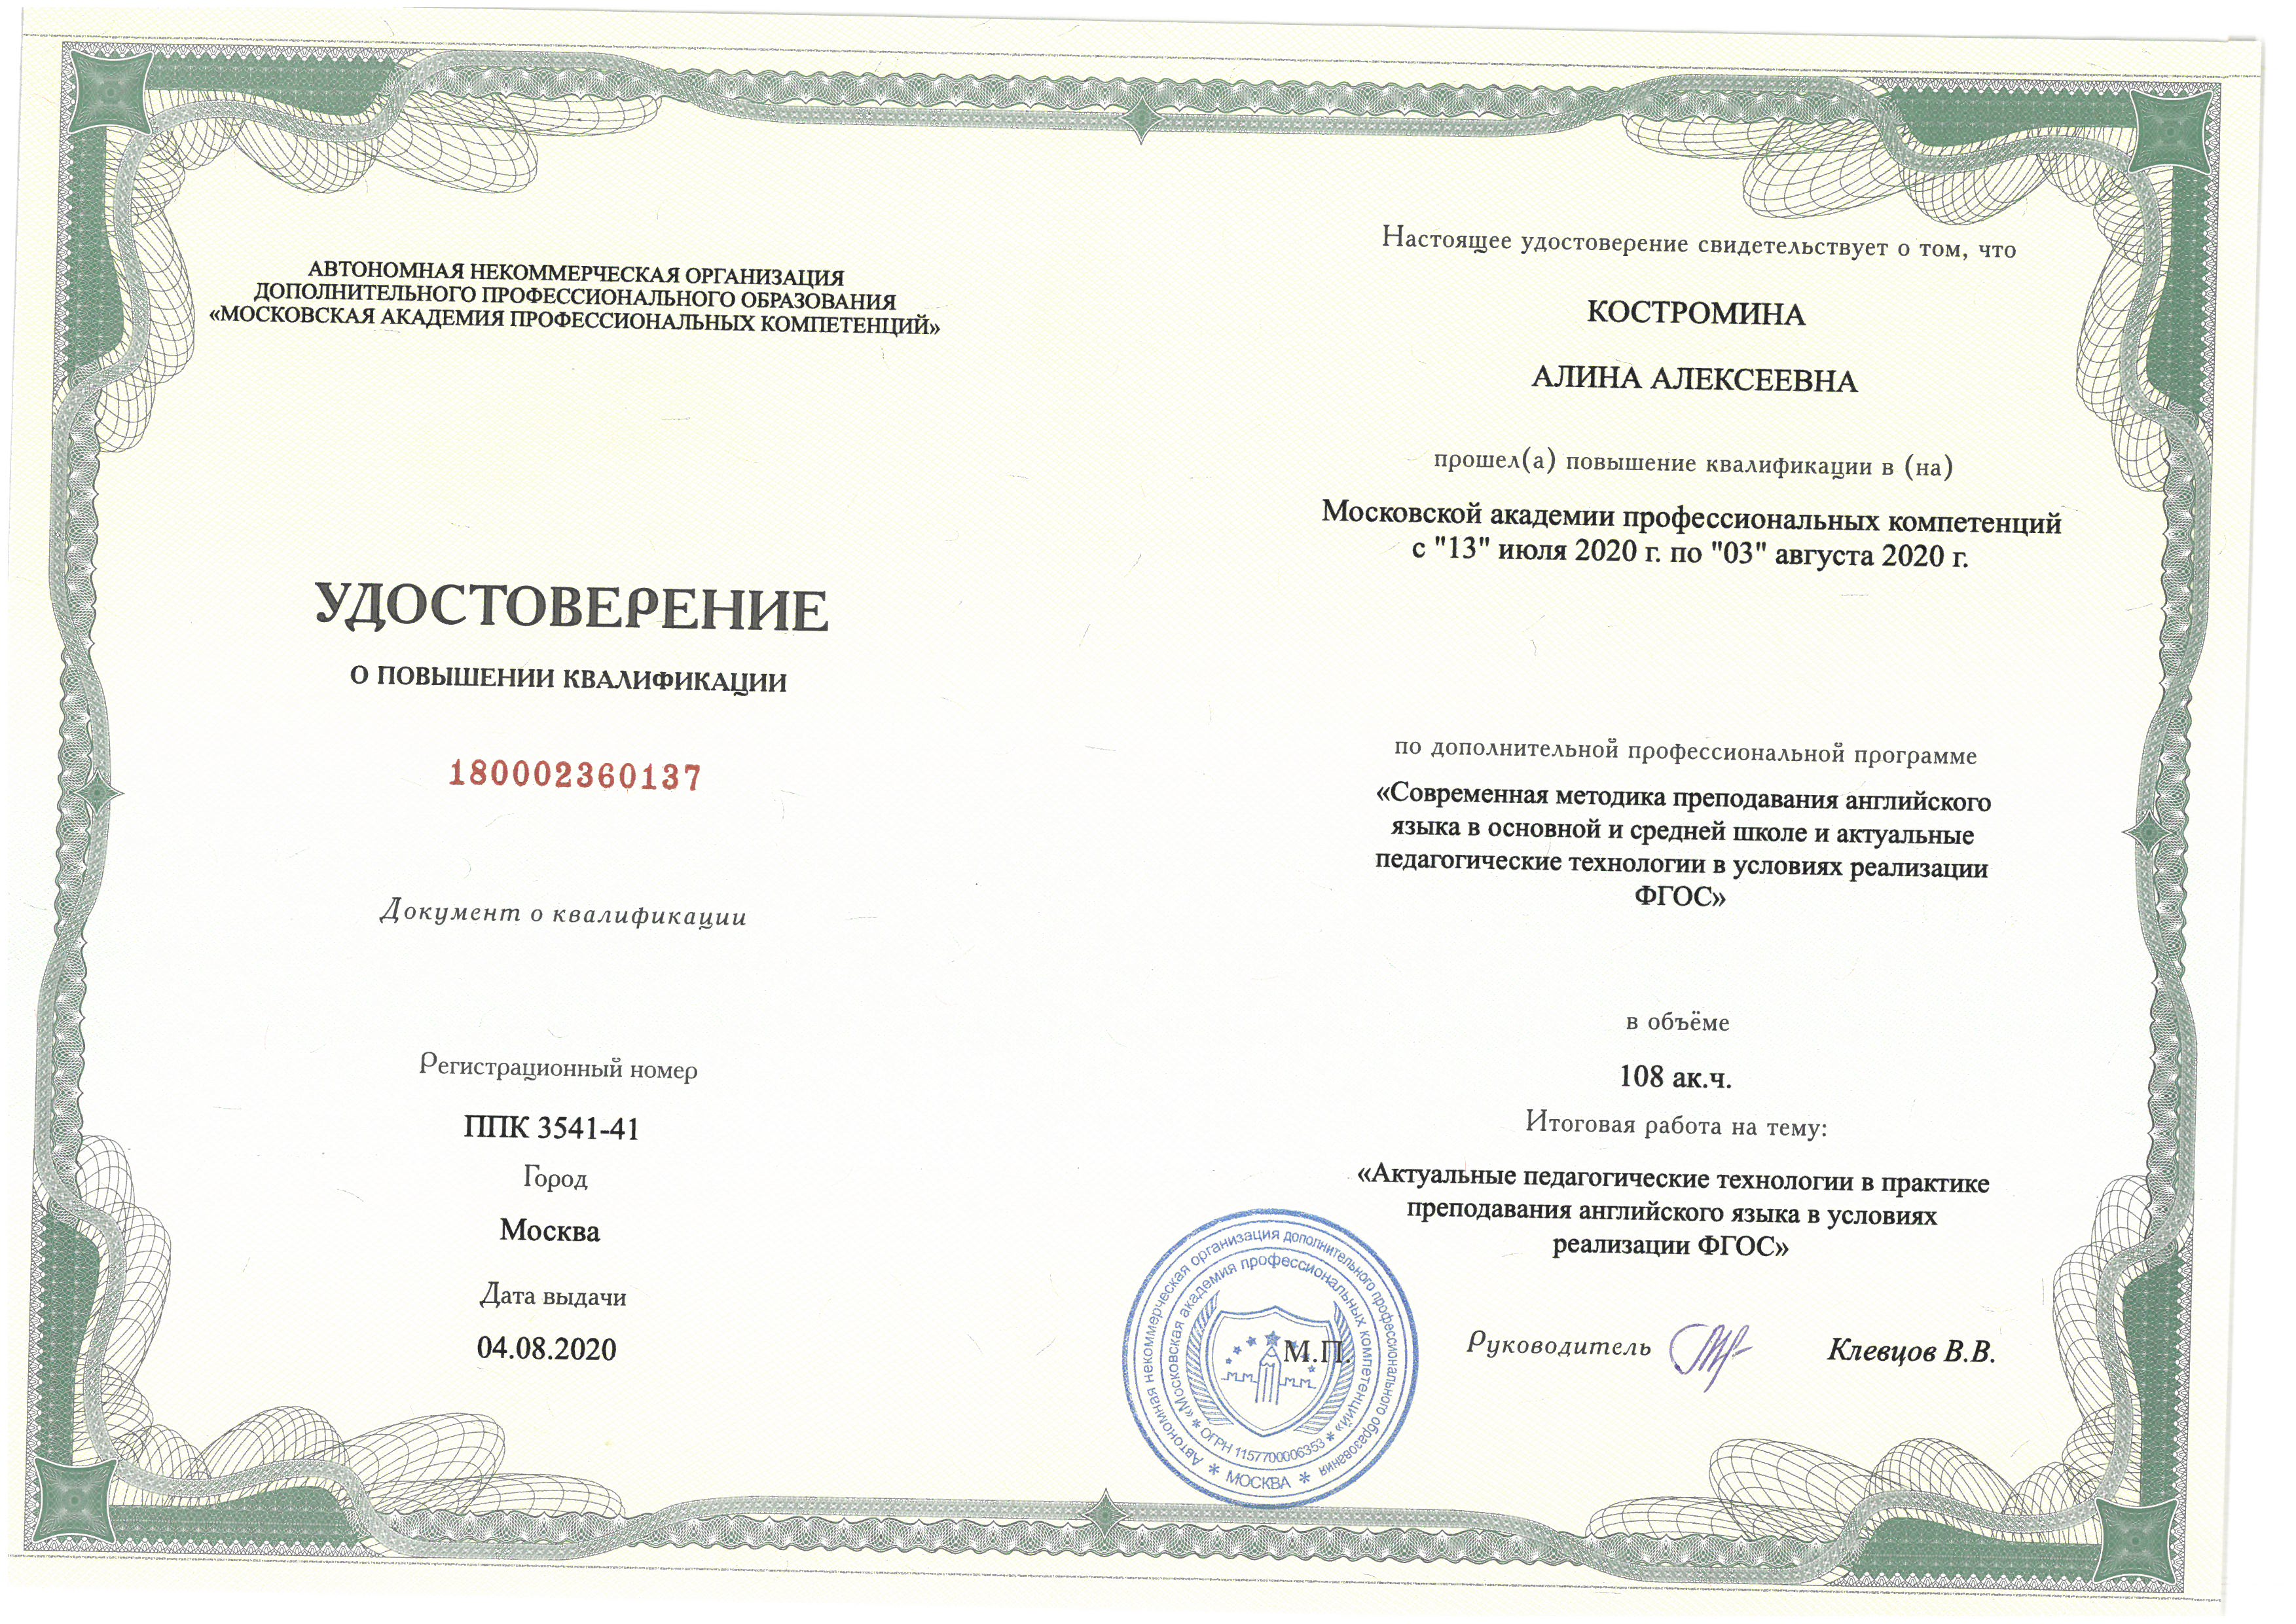 АВТОНОМНАЯ НЕКОММЕРЧЕСКАЯ ОРГАНИЗАЦИЯ
ДОПОЛНИТЕЛЬНОГО ПРОФЕССИОНАЛЬНОГО ОБРАЗОВАНИЯ
«МОСКОВСКАЯ АКАДЕМИЯ ПРОФЕССИОНАЛЬНЫХ КОМПЕТЕНЦИЙ»
УДОСТОВЕРЕНИЕ
О ПОВЫШЕНИИ КВАЛИФИКАЦИИ
180002360137
Документ о квалификации
Регистрационный номер
ППК 3541-41
Город
Москва
Дата выдачи
04.08.2020
Настоящее удостоверение свидетельствует о том, что
КОСТРОМИНА
АЛИНА АЛЕКСЕЕВНА
прошел(а) повышение квалификации в (на)
Московской академии профессиональных компетенций
с "13" июля 2020 г. по "03" августа 2020 г.
по дополнительной профессиональной программе
«Современная методика преподавания английского
языка в основной и средней школе и актуальные
педагогические технологии в условиях реализации
ФГОС»
в объёме
108 ак.ч.
Итоговая работа на тему:
«Актуальные педагогические технологии в практике
преподавания английского языка в условиях
реализации ФГОС»
М.П.
Руководитель
Клевцов В.В.
Автономная некоммерческая организация дополнительного профессионального образования
* МОСКВА *
«Московская академия профессиональных компетенций»
* ОГРН 1157700006353 *